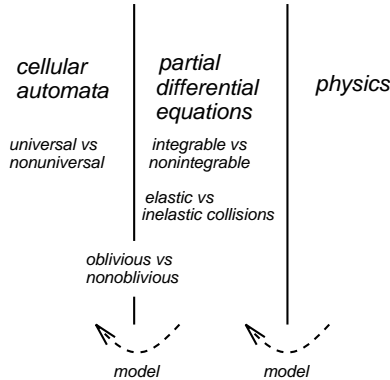 cellular
automata
partial
differential
equations
physics
universal vs
nonuniversal
integrable vs
nonintegrable
elastic vs
inelastic collisions
oblivious vs
nonoblivious
model
model